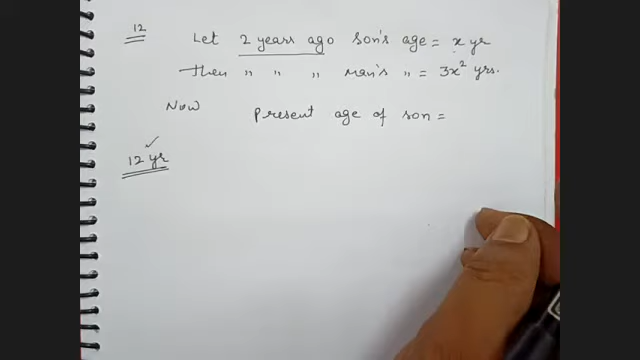 12
Let 2 years ago son's age = x yr
Then " " " Man's " = 3x² yrs.
Now Present age of son =
12 yr